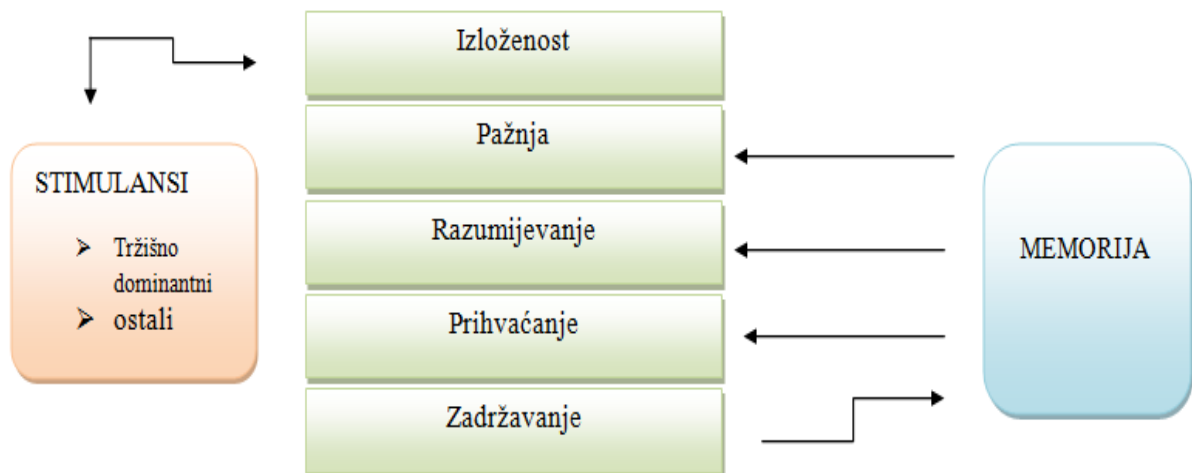 Izloženost
Pažnja
STIMULANSI
Tržišno
dominantni
ostali
Razumijevanje
MEMORIJA
Prihvaćanje
Zadržavanje